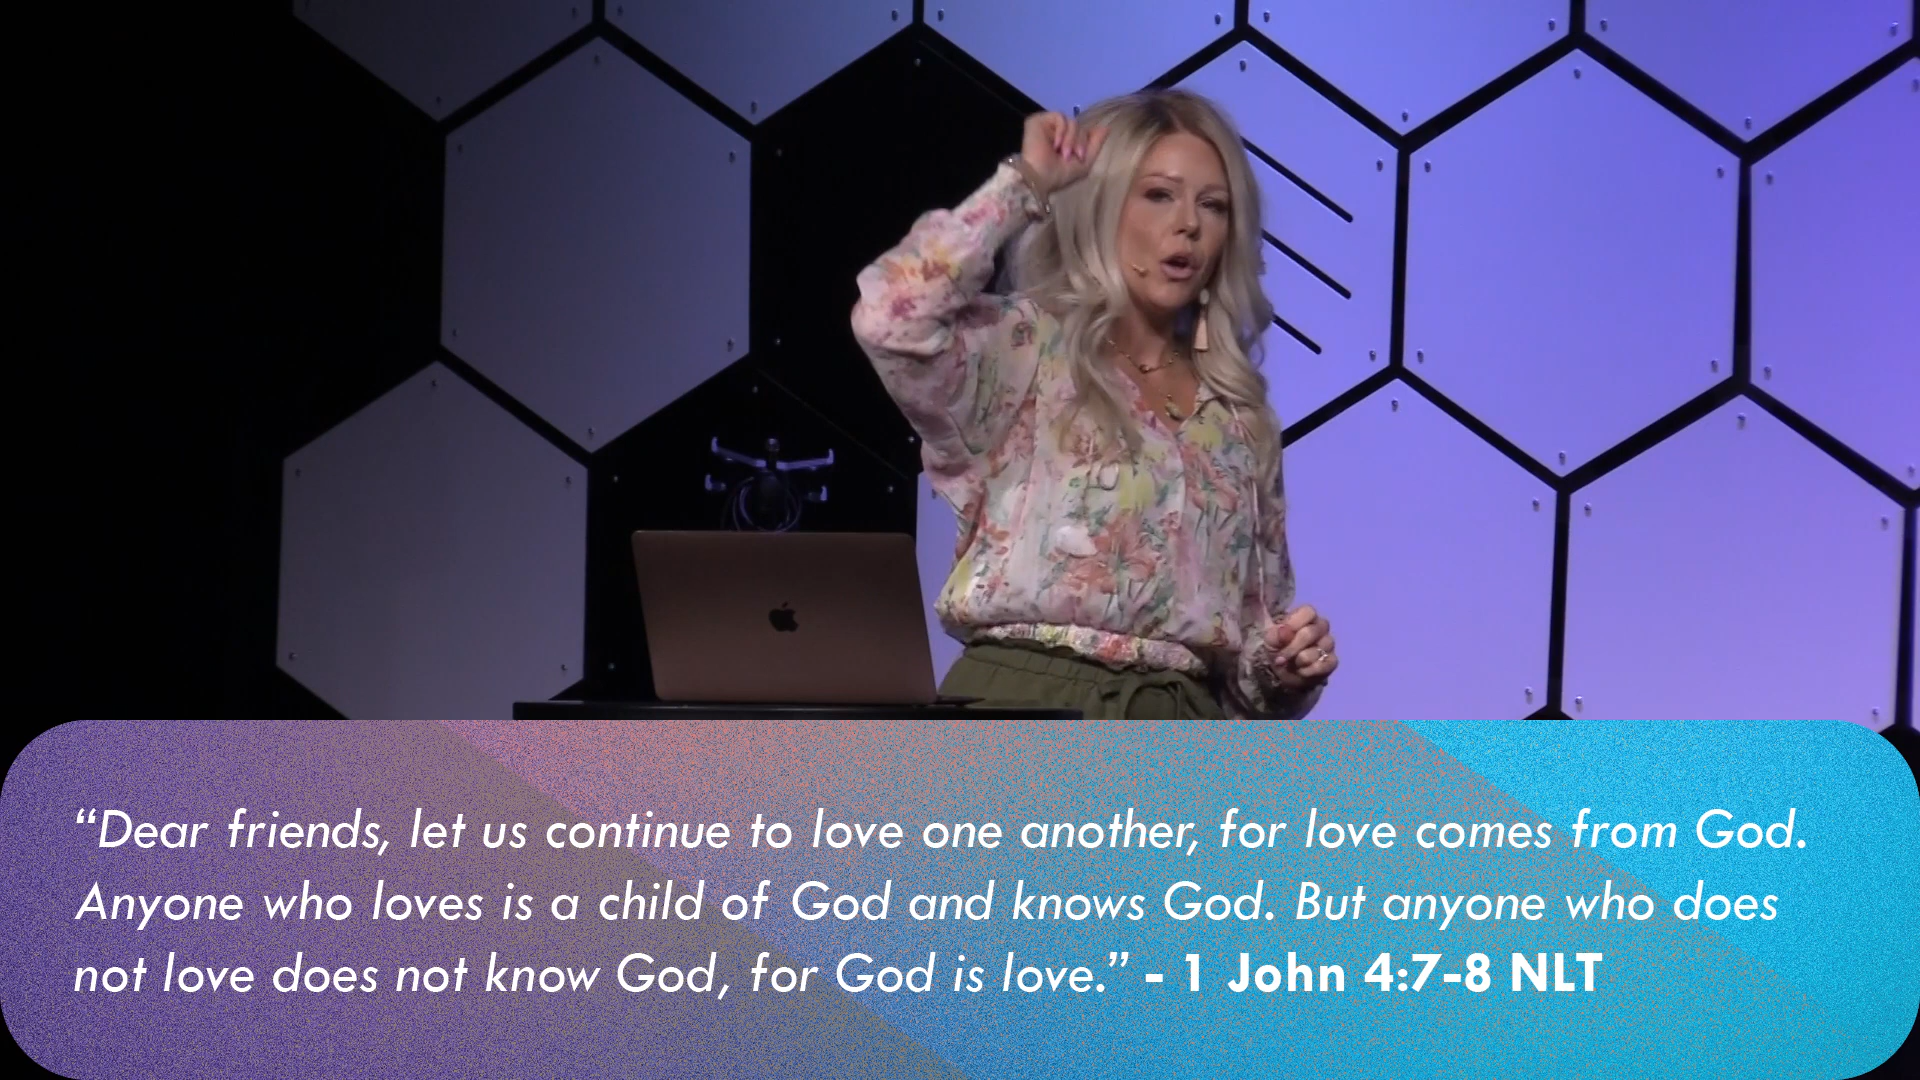 “Dear friends, let us continue to love one another, for love comes from God.
Anyone who loves is a child of God and knows God. But anyone who does
not love does not know God, for God is love.” - 1 John 4:7-8 NLT